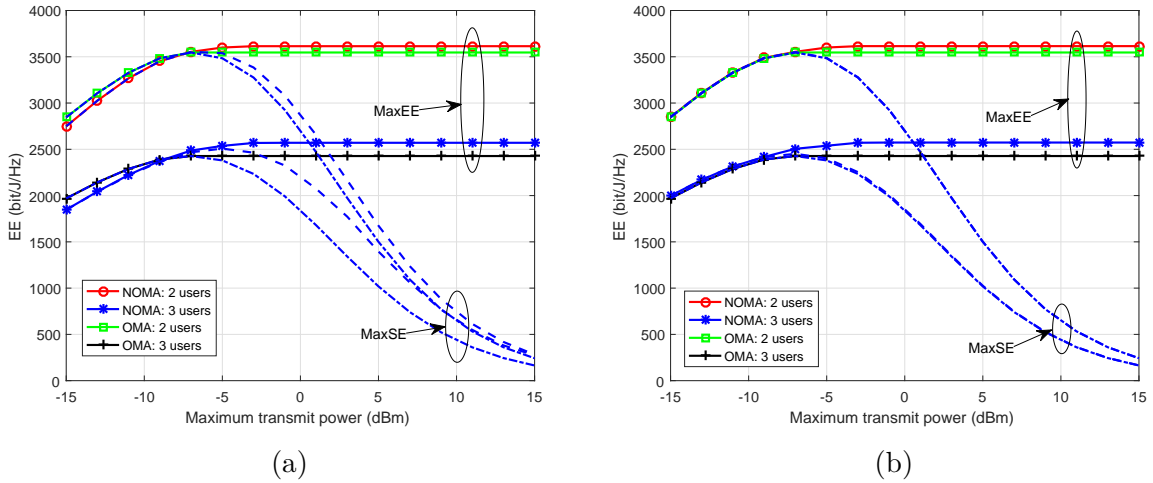 4000
3500
3000
2500
2000
1500
1000
500
0
EE (bit/J/Hz)
MaxEE
MaxSE
NOMA: 2 users
NOMA: 3 users
OMA: 2 users
OMA: 3 users
-15 -10 -5 0 5 10 15
Maximum transmit power (dBm)
(a)
4000
3500
3000
2500
2000
1500
1000
500
0
EE (bit/J/Hz)
MaxEE
MaxSE
NOMA: 2 users
NOMA: 3 users
OMA: 2 users
OMA: 3 users
-15 -10 -5 0 5 10 15
Maximum transmit power (dBm)
(b)